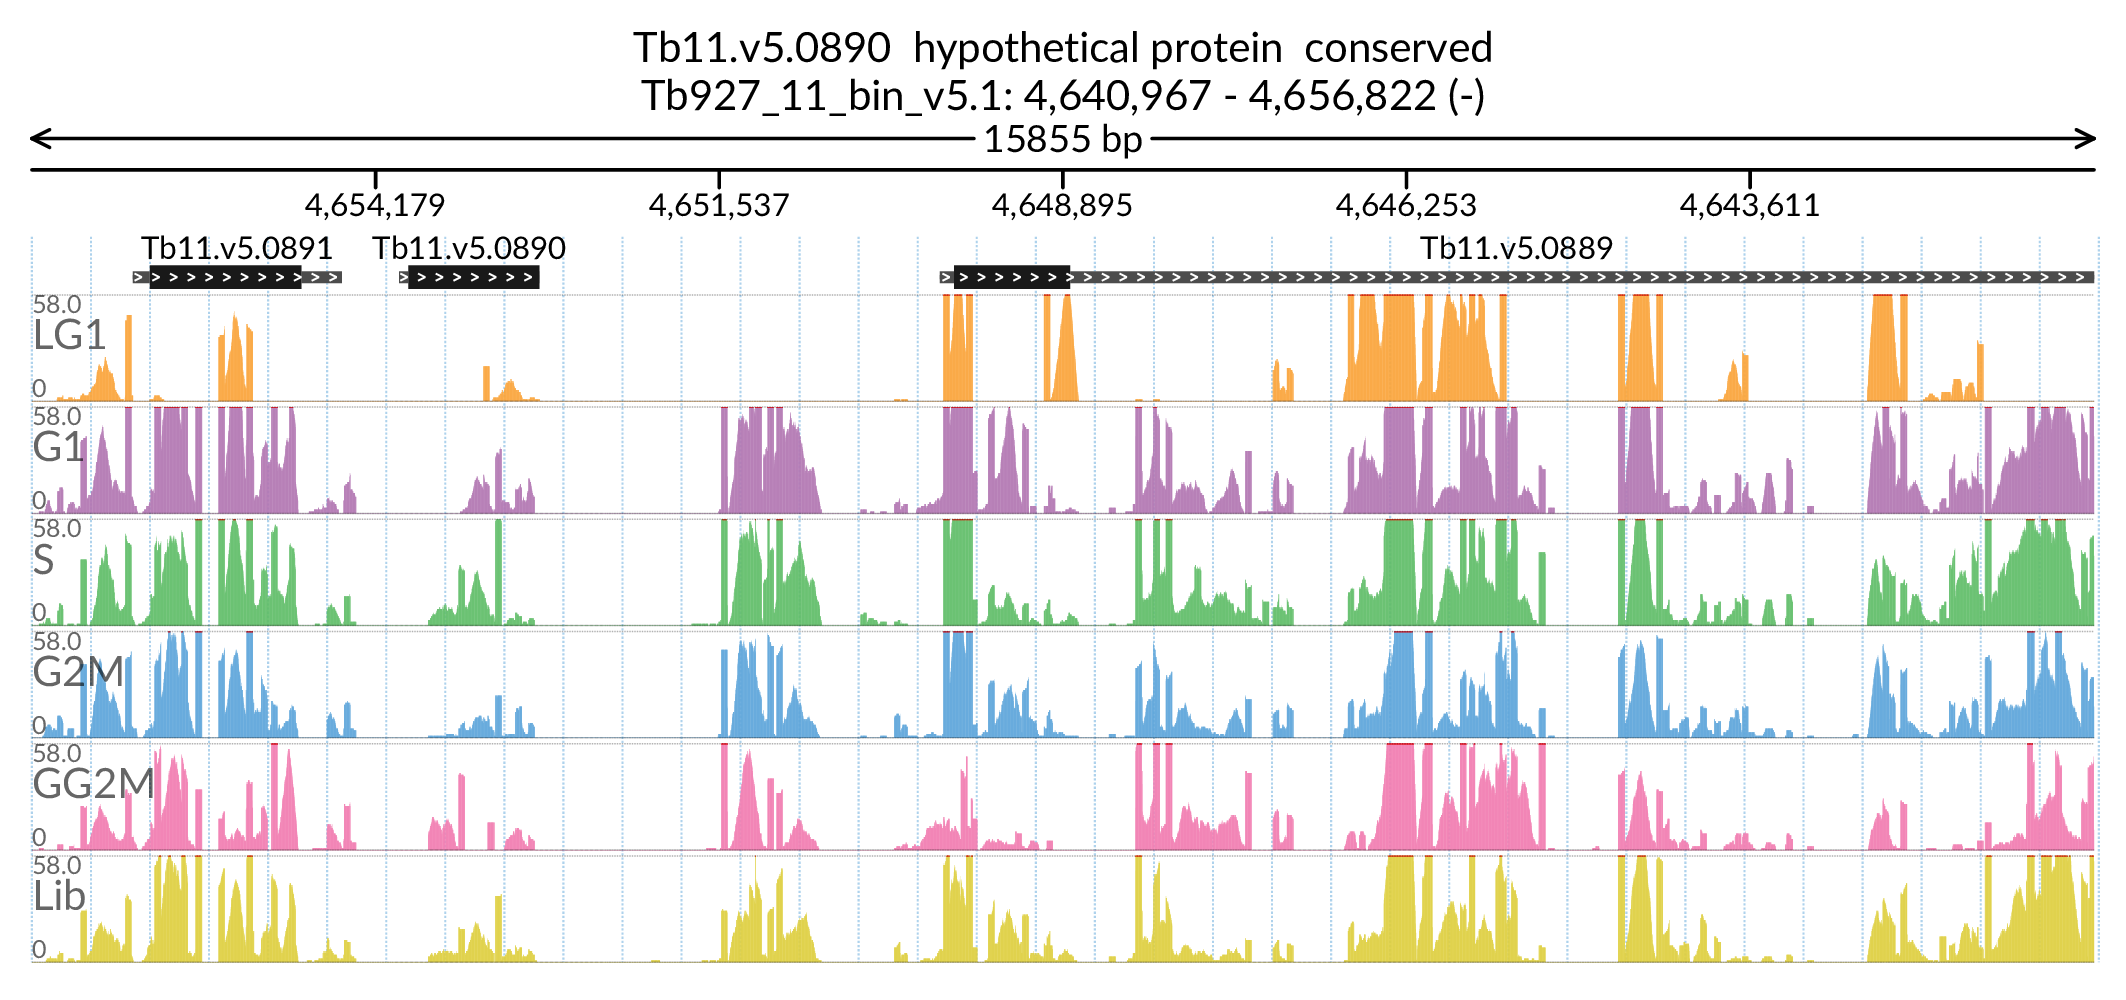 Tb11.v5.0890 hypothetical protein conserved
Tb927_11_bin_v5.1: 4,640,967 - 4,656,822 (-)
15855 bp
4,654,179 4,651,537 4,648,895 4,646,253 4,643,611
Tb11.v5.0891 Tb11.v5.0890 Tb11.v5.0889
58.0
LG1
0
58.0
G1
0
58.0
S
0
58.0
G2M
0
58.0
GG2M
0
58.0
Lib
0